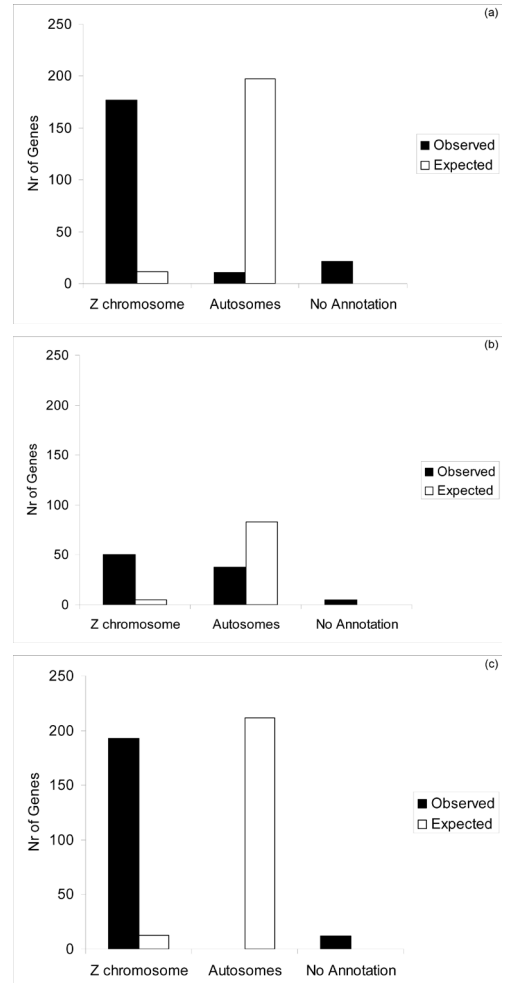 (a)
250
200
150
100
50
0
Nr of Genes
Z chromosome Autosomes No Annotation
Observed
Expected
(b)
250
200
150
100
50
0
Nr of Genes
Z chromosome Autosomes No Annotation
Observed
Expected
(c)
250
200
150
100
50
0
Nr of Genes
Z chromosome Autosomes No Annotation
Observed
Expected